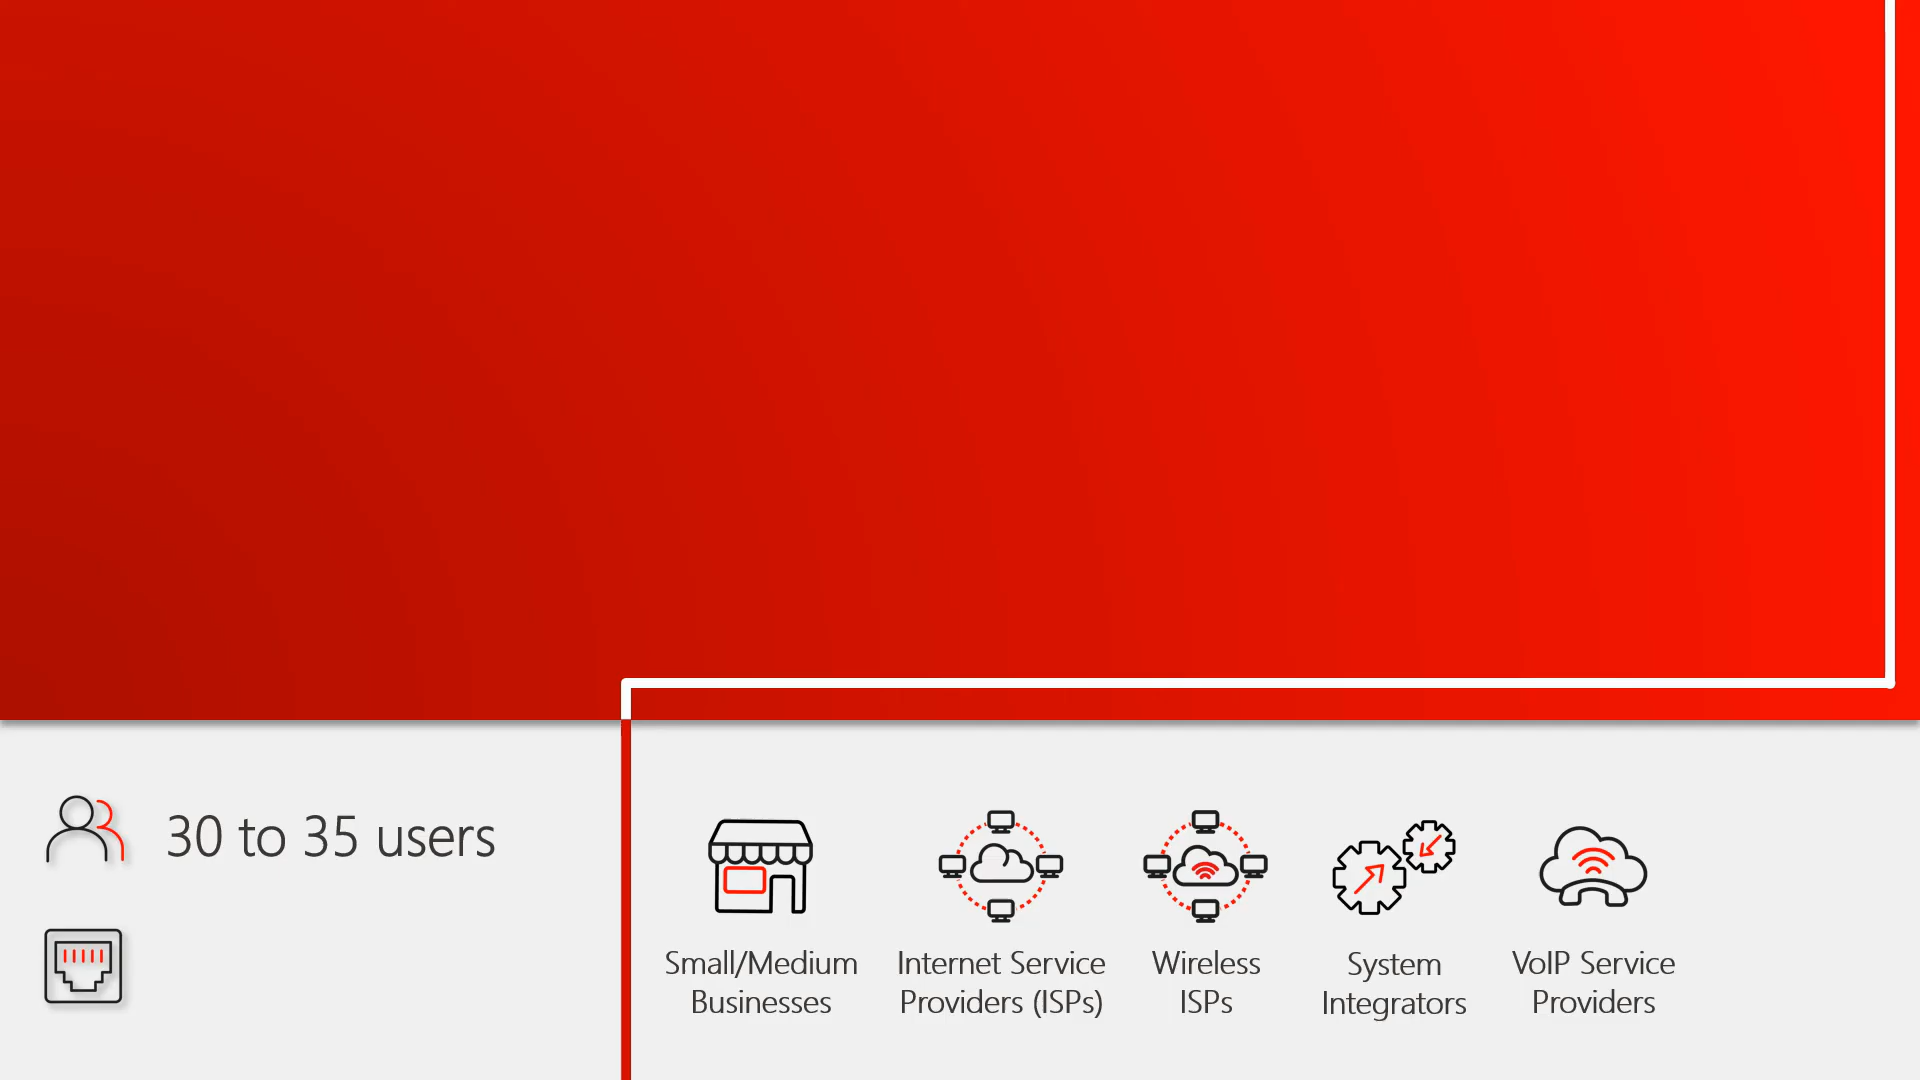 30 to 35 users
Small/Medium
Businesses
Internet Service
Providers (ISPs)
Wireless
ISPs
System
Integrators
VoIP Service
Providers